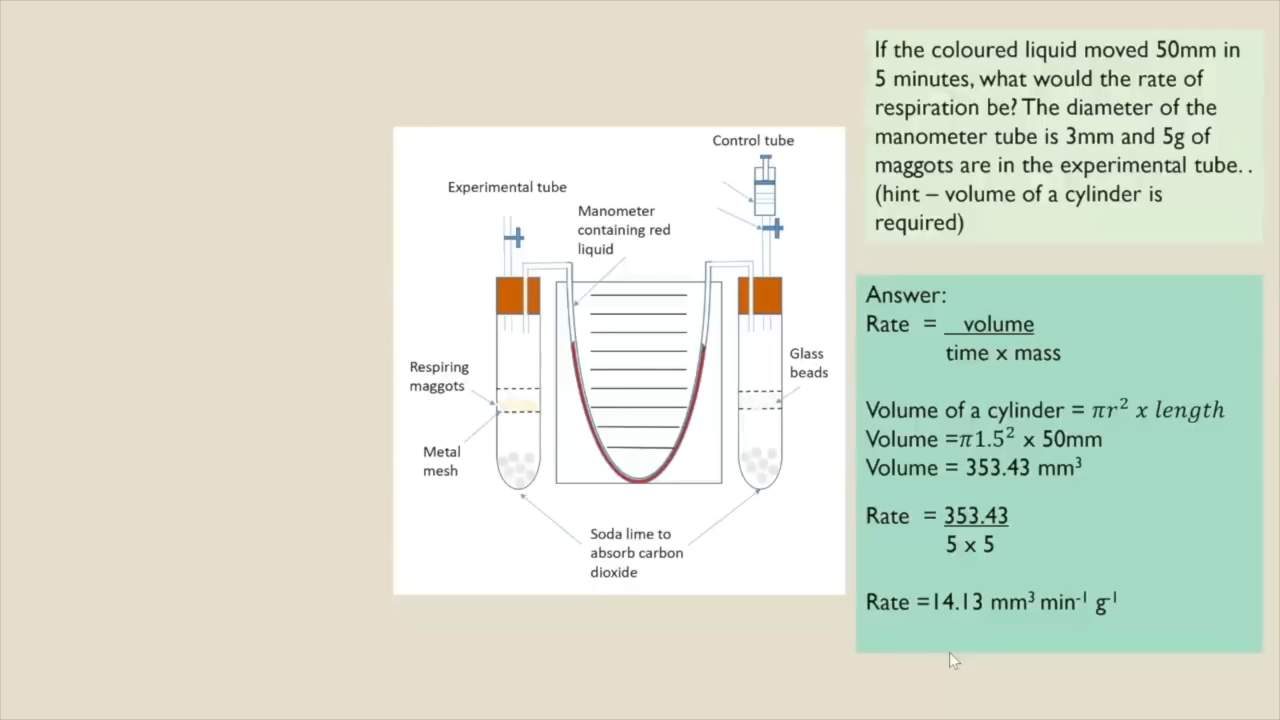 If the coloured liquid moved 50mm in
5 minutes, what would the rate of
respiration be? The diameter of the
manometer tube is 3mm and 5g of
maggots are in the experimental tube. .
(hint – volume of a cylinder is
required)
Control tube
Experimental tube
Manometer
containing red
liquid
Glass
beads
Respiring
maggots
Metal
mesh
Soda lime to
absorb carbon
dioxide
Answer:
Rate = volume
time x mass
Volume of a cylinder = πr² x length
Volume =π1.5² x 50mm
Volume = 353.43 mm³
Rate = 353.43
5 x 5
Rate =14.13 mm³ min⁻¹ g⁻¹